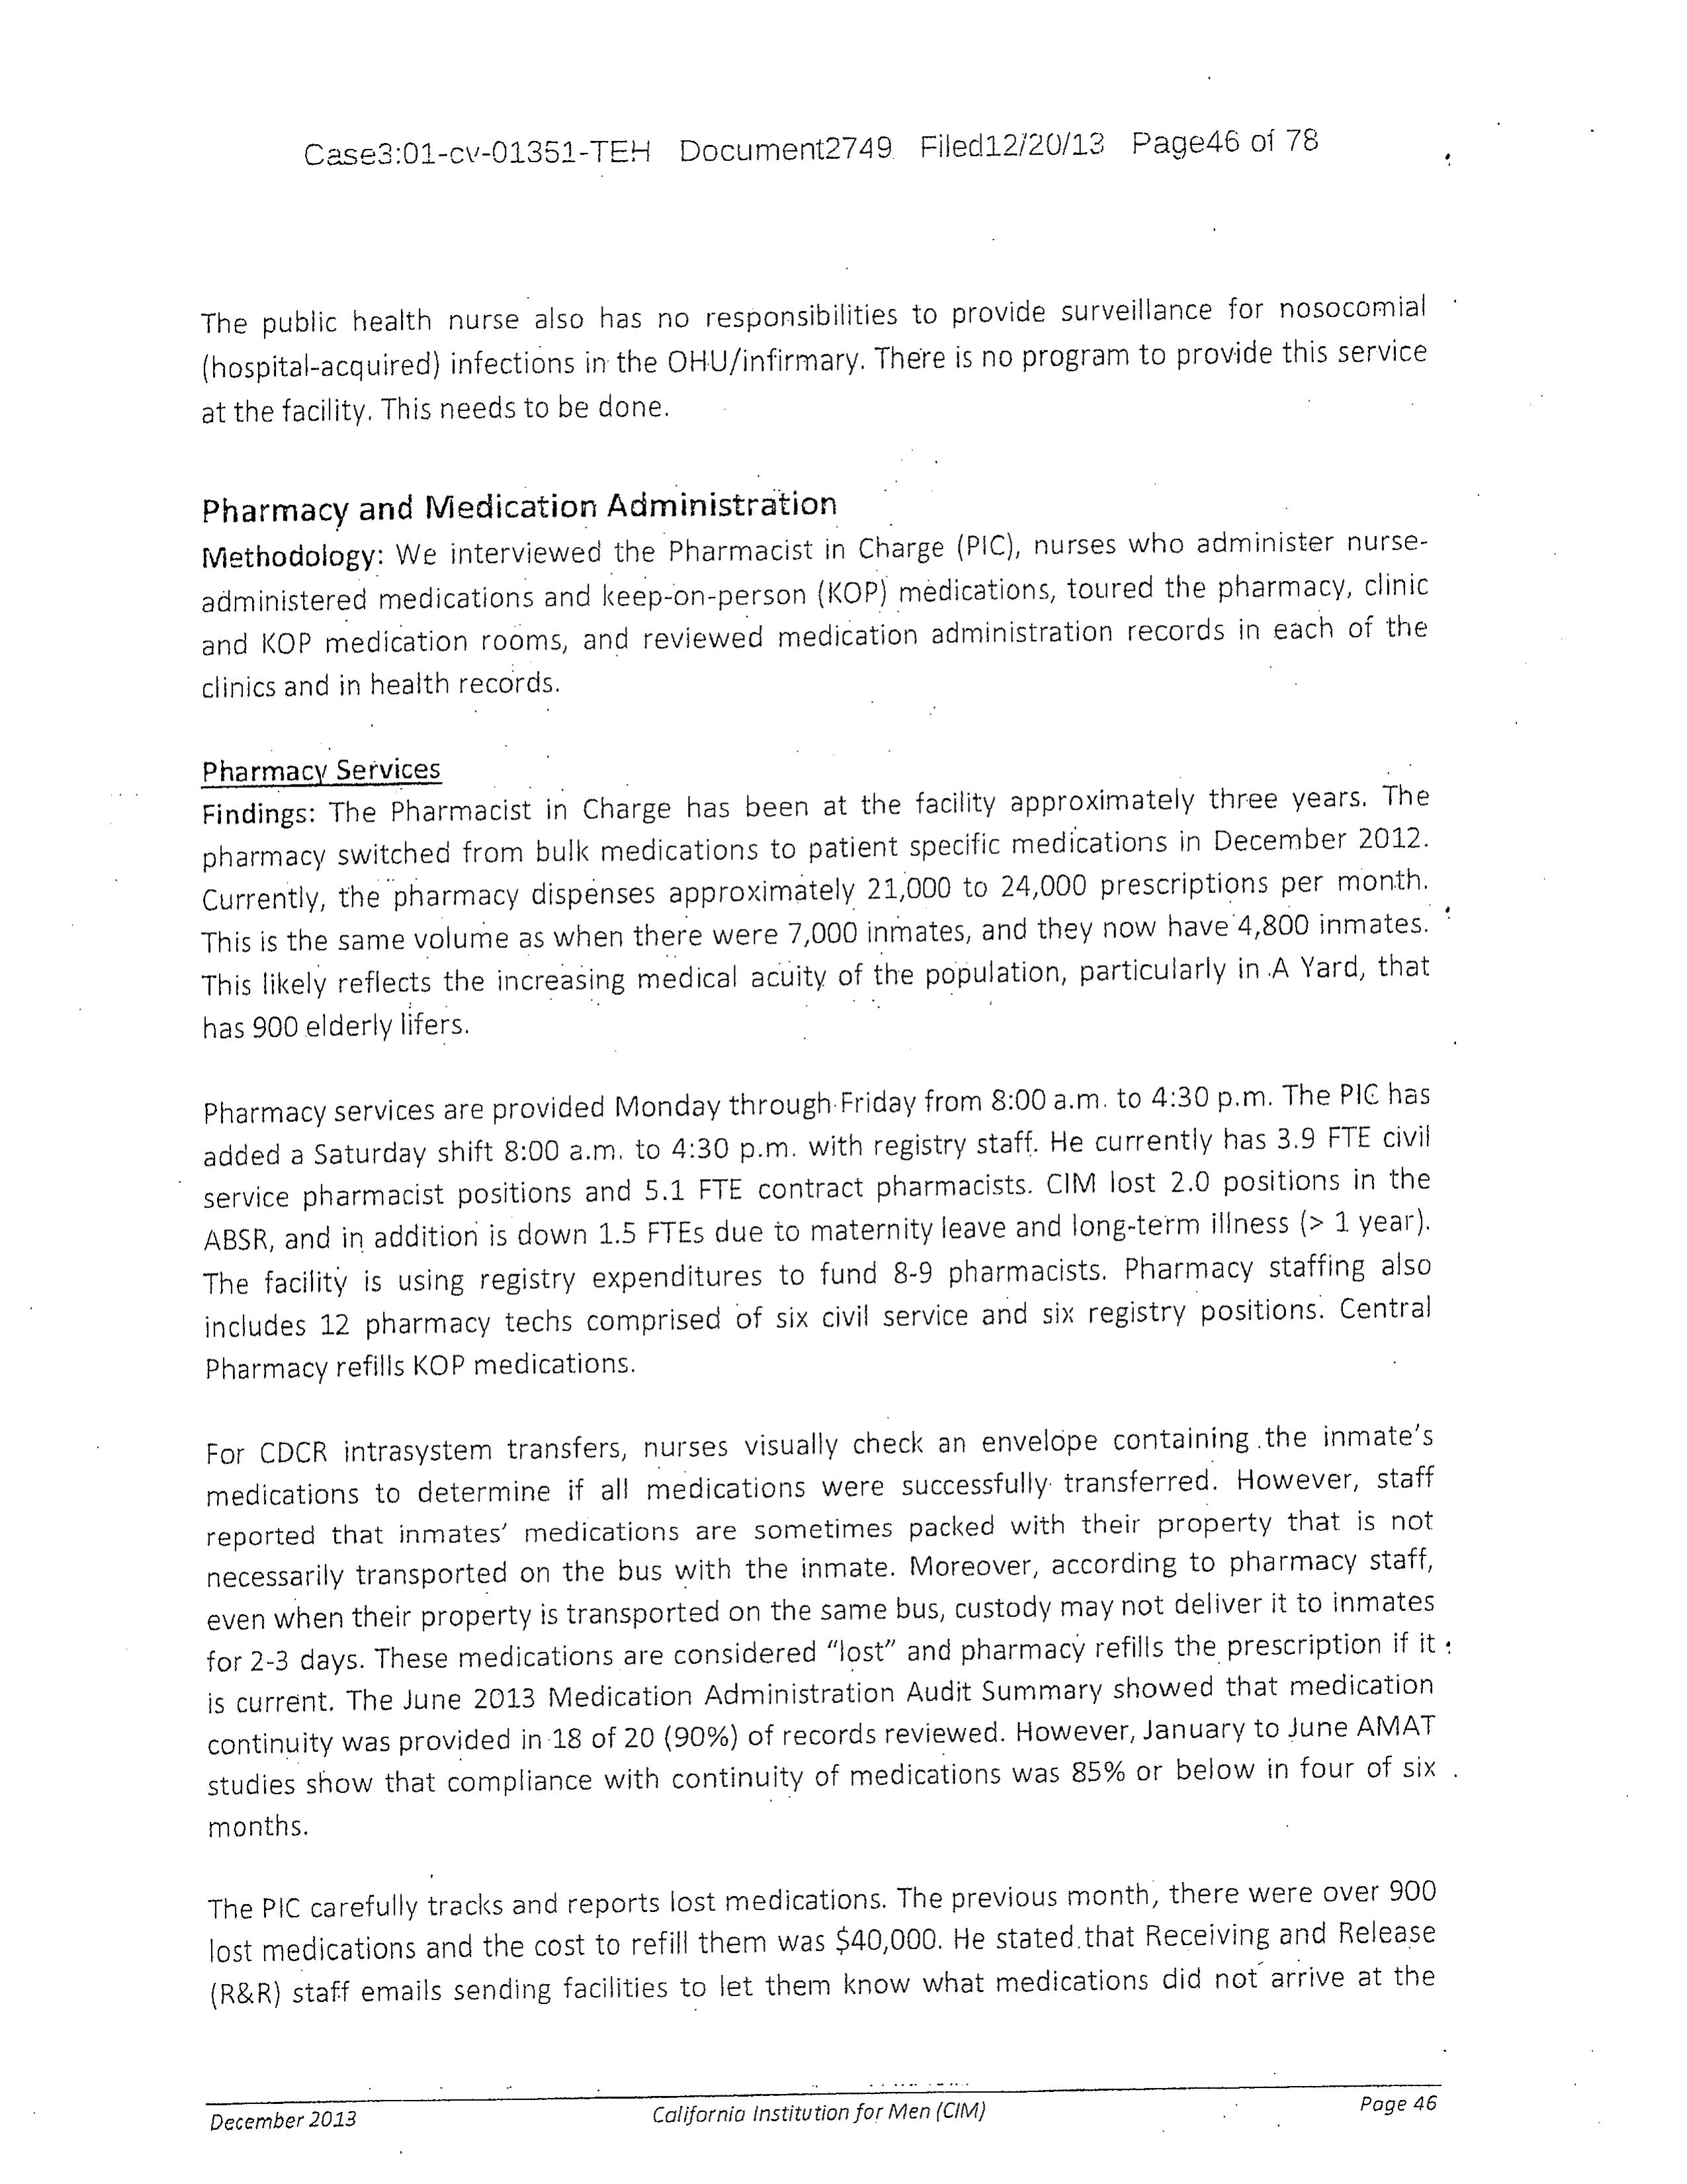 Case3:01-cv-01351-TEH Document2749 Filed12/20/13 Page46 of 78
The public health nurse also has no responsibilities to provide surveillance for nosocomial
(hospital-acquired) infections in the OHU/infirmary. There is no program to provide this service
at the facility. This needs to be done.
Pharmacy and Medication Administration
Methodology: We interviewed the Pharmacist in Charge (PIC), nurses who administer nurse-
administered medications and keep-on-person (KOP) medications, toured the pharmacy, clinic
and KOP medication rooms, and reviewed medication administration records in each of the
clinics and in health records.
Pharmacy Services
Findings: The Pharmacist in Charge has been at the facility approximately three years. The
pharmacy switched from bulk medications to patient specific medications in December 2012.
Currently, the pharmacy dispenses approximately 21,000 to 24,000 prescriptions per month.
This is the same volume as when there were 7,000 inmates, and they now have 4,800 inmates.
This likely reflects the increasing medical acuity of the population, particularly in A Yard, that
has 900 elderly lifers.
Pharmacy services are provided Monday through Friday from 8:00 a.m. to 4:30 p.m. The PIC has
added a Saturday shift 8:00 a.m. to 4:30 p.m. with registry staff. He currently has 3.9 FTE civil
service pharmacist positions and 5.1 FTE contract pharmacists. CIM lost 2.0 positions in the
ABSR, and in addition is down 1.5 FTEs due to maternity leave and long-term illness (> 1 year).
The facility is using registry expenditures to fund 8-9 pharmacists. Pharmacy staffing also
includes 12 pharmacy techs comprised of six civil service and six registry positions. Central
Pharmacy refills KOP medications.
For CDCR intrasystem transfers, nurses visually check an envelope containing the inmate's
medications to determine if all medications were successfully transferred. However, staff
reported that inmates' medications are sometimes packed with their property that is not
necessarily transported on the bus with the inmate. Moreover, according to pharmacy staff,
even when their property is transported on the same bus, custody may not deliver it to inmates
for 2-3 days. These medications are considered "lost" and pharmacy refills the prescription if it
is current. The June 2013 Medication Administration Audit Summary showed that medication
continuity was provided in 18 of 20 (90%) of records reviewed. However, January to June AMAT
studies show that compliance with continuity of medications was 85% or below in four of six
months.
The PIC carefully tracks and reports lost medications. The previous month, there were over 900
lost medications and the cost to refill them was $40,000. He stated that Receiving and Release
(R&R) staff emails sending facilities to let them know what medications did not arrive at the
December 2013 California Institution for Men (CIM) Page 46